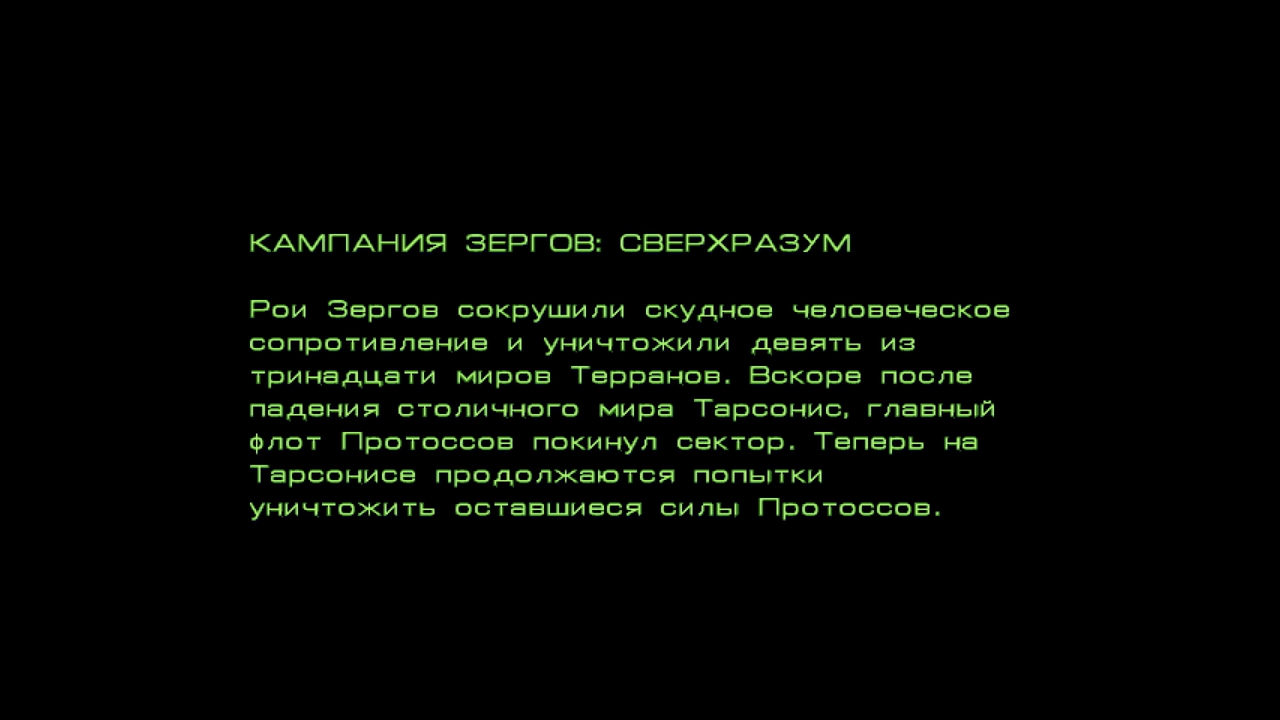 КАМПАНИЯ ЗЕРГОВ: СВЕРХРАЗУМ
Рои Зергов сокрушили скудное человеческое
сопротивление и уничтожили девять из
тринадцати миров Терранов. Вскоре после
падения столичного мира Тарсонис, главный
флот Протоссов покинул сектор. Теперь на
Тарсонисе продолжаются попытки
уничтожить оставшиеся силы Протоссов.